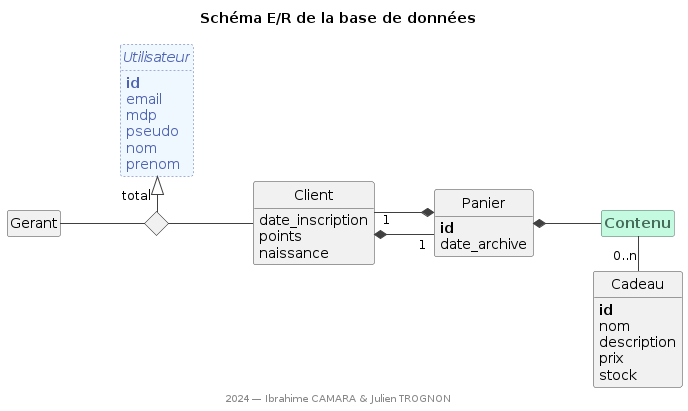 Schéma E/R de la base de données
Utilisateur
id
email
mdp
pseudo
nom
prenom
total
Gerant
Client
date_inscription
points
naissance
1
1
Panier
id
date_archive
Contenu
0..n
Cadeau
id
nom
description
prix
stock
2024 — Ibrahime CAMARA & Julien TROGNON